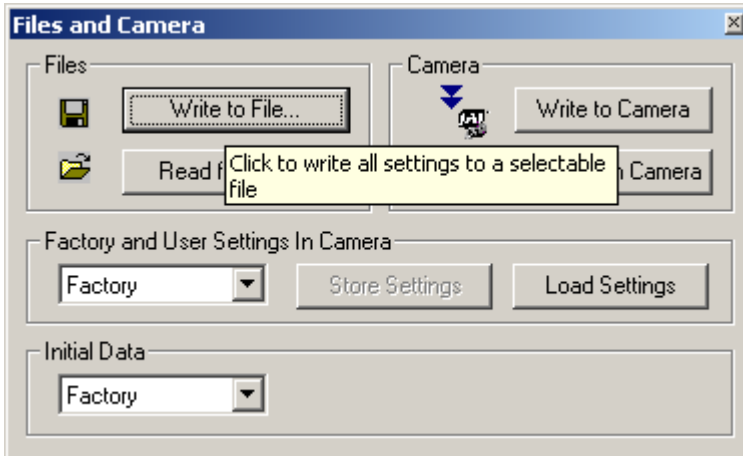 Files and Camera
Files
Camera
Write to File...
Write to Camera
Read
Click to write all settings to a selectable
file
Camera
Factory and User Settings In Camera
Factory
Store Settings
Load Settings
Initial Data
Factory